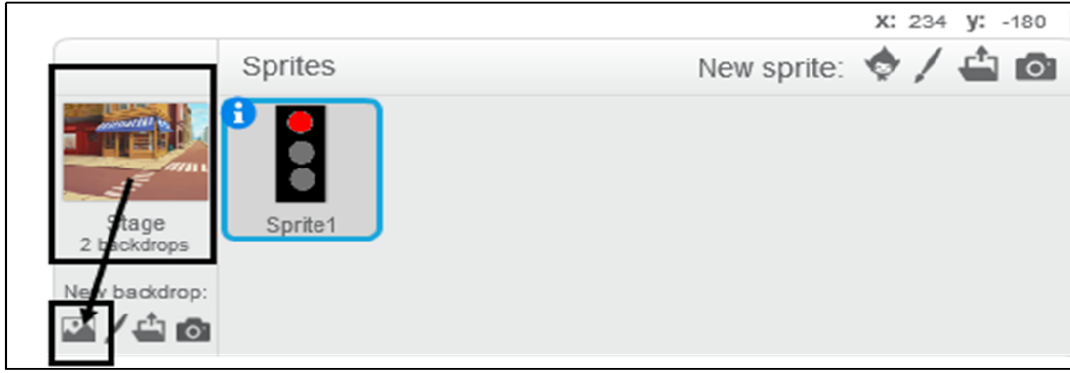 x: 234 y: -180
Sprites
New sprite:
Stage
2 backdrops
Sprite1
New backdrop: